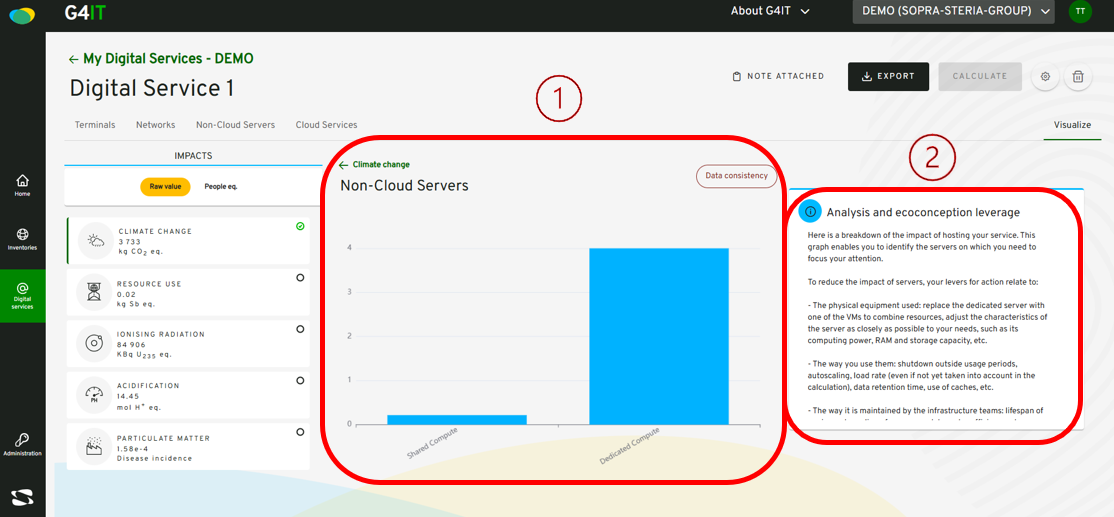 G4IT
About G4IT
DEMO (SOPRA-STERIA-GROUP)
TT
← My Digital Services - DEMO
Digital Service 1
NOTE ATTACHED
EXPORT
CALCULATE
Terminals
Networks
Non-Cloud Servers
Cloud Services
Visualize
Home
Inventories
Digital
services
Administration
IMPACTS
Raw value
People eq.
CLIMATE CHANGE
3 733
kg CO2 eq.
RESOURCE USE
0.02
kg Sb eq.
IONISING RADIATION
84 906
KBq U235 eq.
PH
ACIDIFICATION
14.45
mol H+ eq.
PARTICULATE MATTER
1.58e-4
Disease incidence
1
← Climate change
Non-Cloud Servers
Data consistency
4
3
2
1
0
Shared Compute
Dedicated Compute
2
Analysis and ecoconception leverage
Here is a breakdown of the impact of hosting your service. This
graph enables you to identify the servers on which you need to
focus your attention.
To reduce the impact of servers, your levers for action relate to:
- The physical equipment used: replace the dedicated server with
one of the VMs to combine resources, adjust the characteristics
of the server as closely as possible to your needs, such as its
computing power, RAM and storage capacity, etc.
- The way you use them: shutdown outside usage periods,
autoscaling, load rate (even if not yet taken into account in the
calculation), data retention time, use of caches, etc.
- The way it is maintained by the infrastructure teams: lifespan of